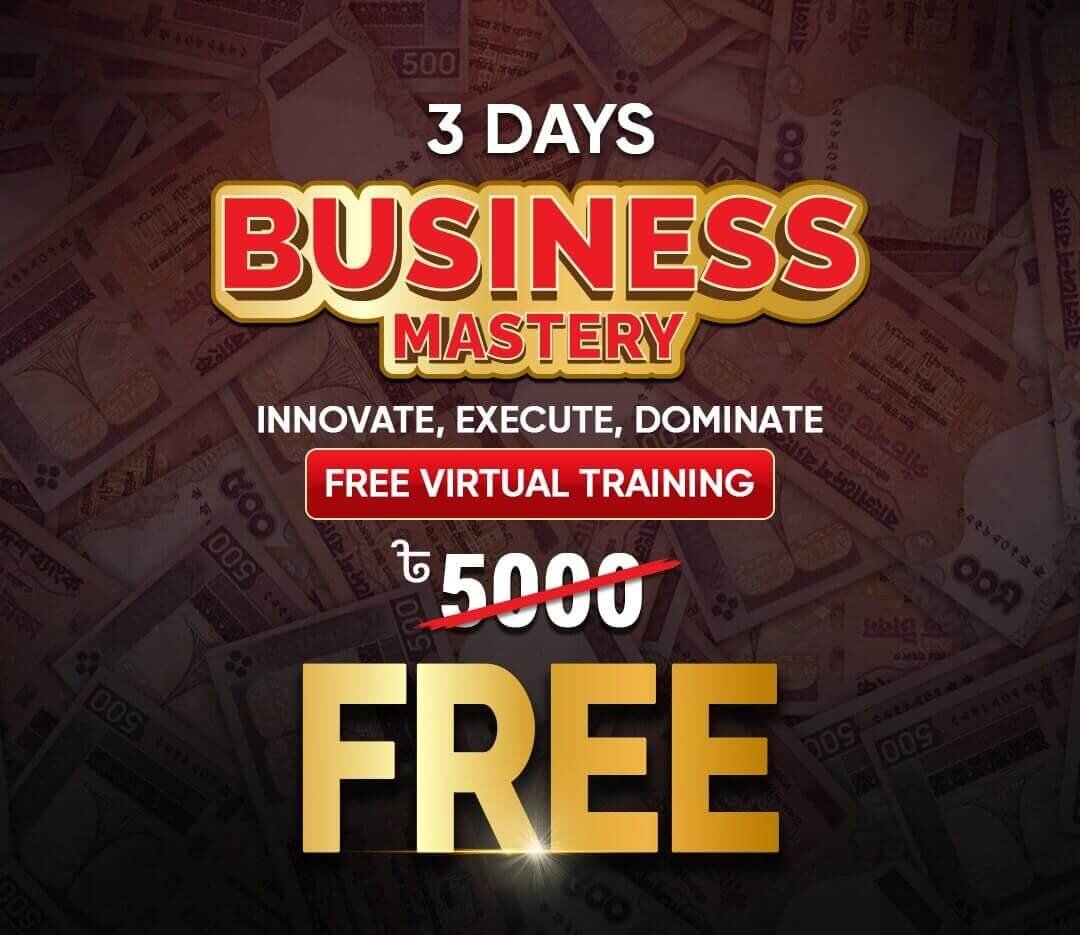 3 DAYS
BUSINESS
MASTERY
INNOVATE, EXECUTE, DOMINATE
FREE VIRTUAL TRAINING
৳ 5000
FREE